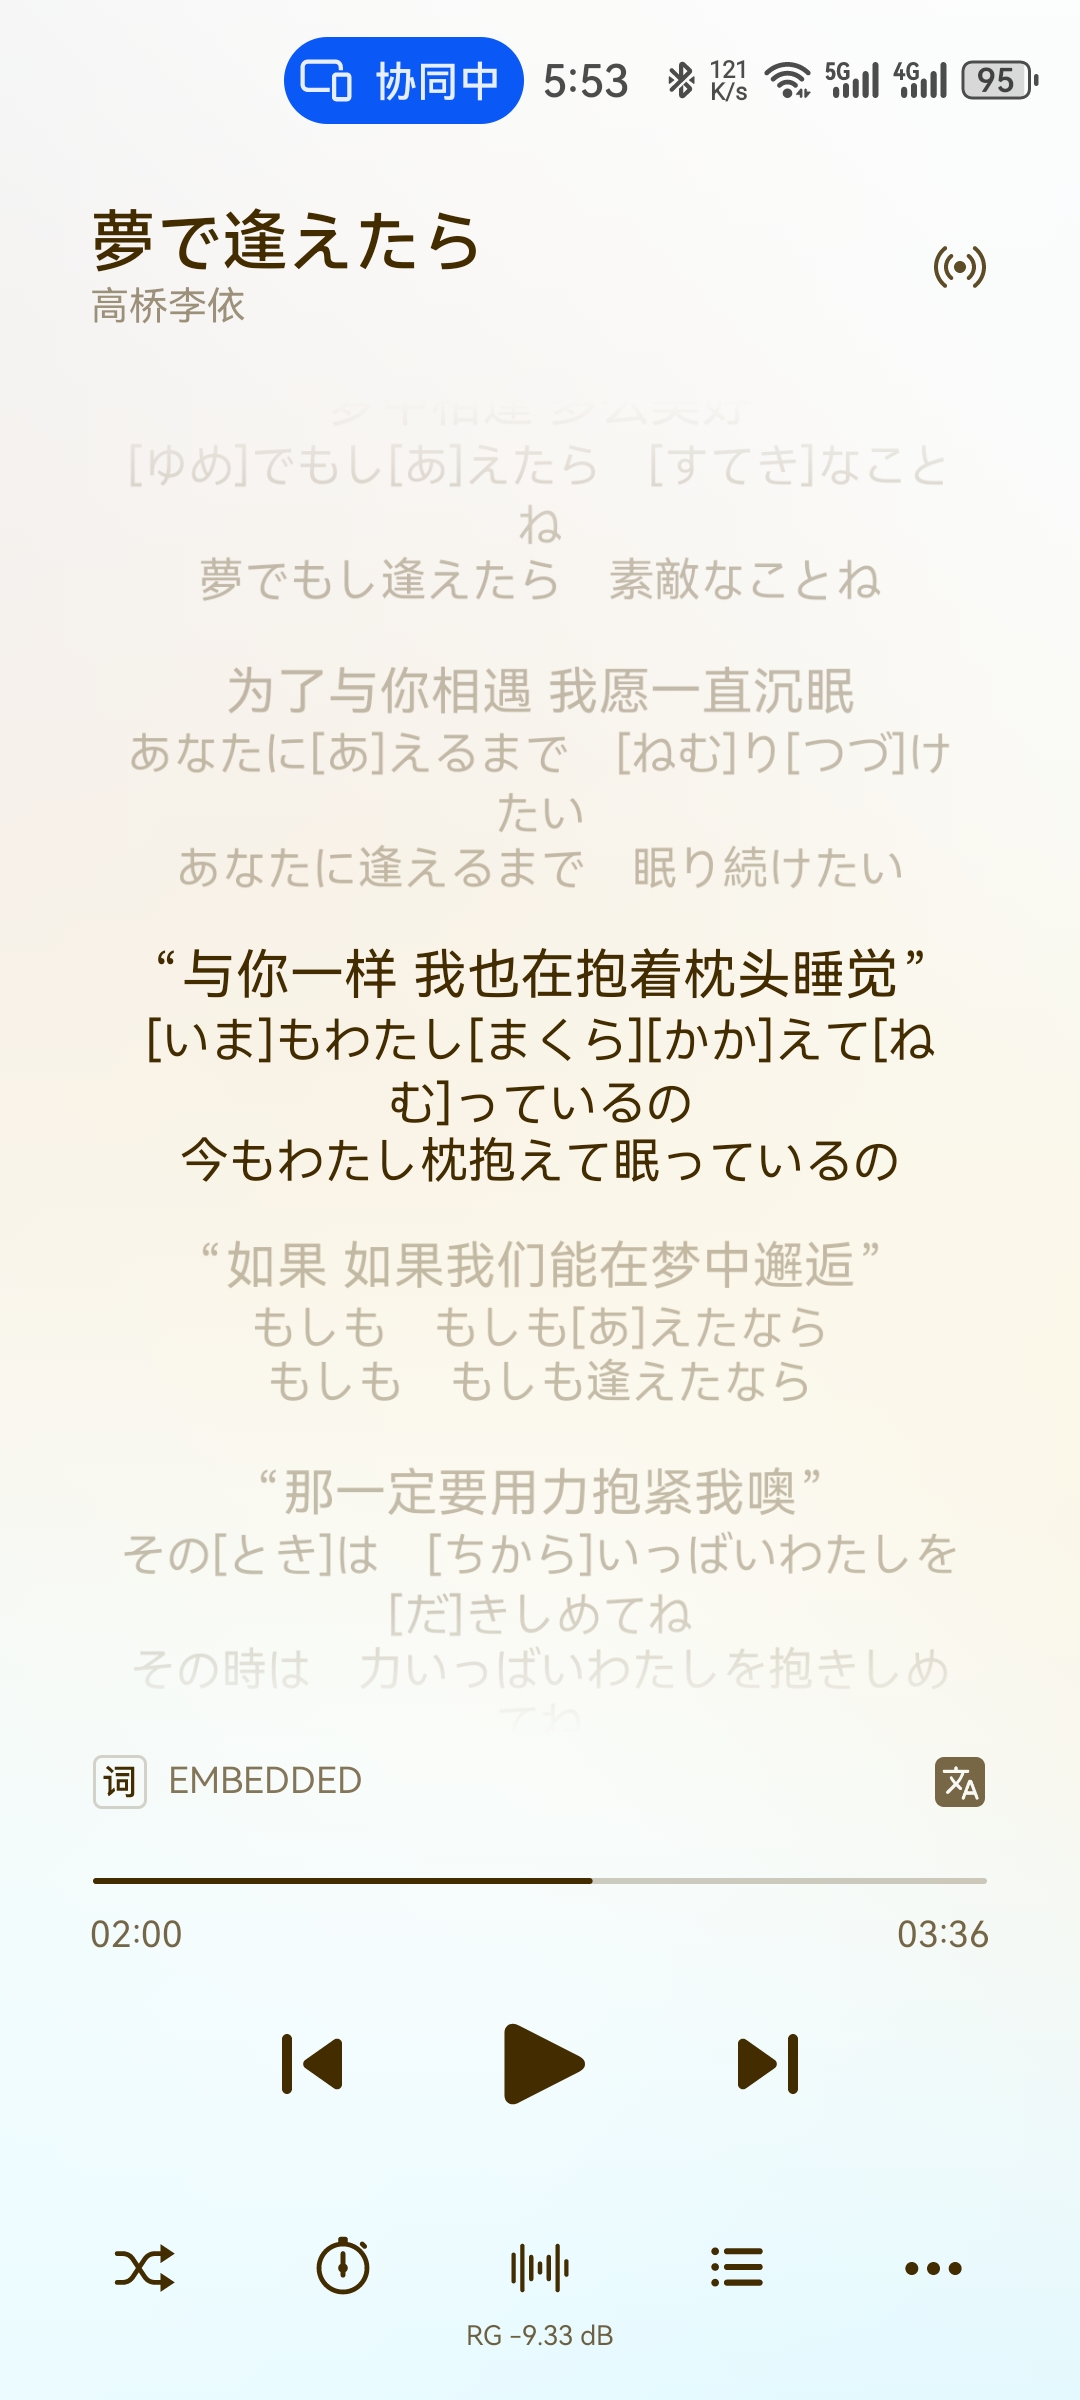 协同中 5:53 121 K/s 5G 4G 95
夢で逢えたら
高桥李依
[ゆめ]でもし[あ]えたら　[すてき]なこと
ね
夢でもし逢えたら　素敵なことね
为了与你相遇 我愿一直沉眠
あなたに[あ]えるまで　[ねむ]り[つづ]け
たい
あなたに逢えるまで　眠り続けたい
“与你一样 我也在抱着枕头睡觉”
[いま]もわたし[まくら][かか]えて[ね
む]っているの
今もわたし枕抱えて眠っているの
“如果 如果我们能在梦中邂逅”
もしも　もしも[あ]えたなら
もしも　もしも逢えたなら
“那一定要用力抱紧我噢”
その[とき]は　[ちから]いっぱいわたしを
[だ]きしめてね
その時は　力いっぱいわたしを抱きしめ
てね
词 EMBEDDED 文A
02:00 03:36
RG -9.33 dB